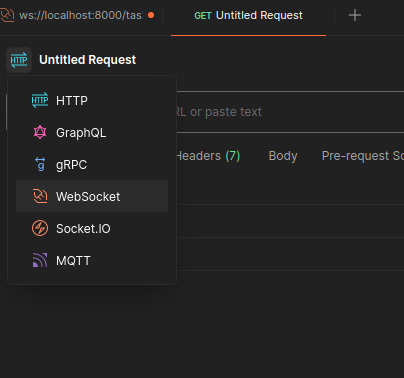 ws://localhost:8000/tas
GET Untitled Request
HTTP Untitled Request
HTTP HTTP
URL or paste text
GraphQL
Headers (7) Body Pre-request Sc
gRPC
WebSocket
Socket.IO
MQTT